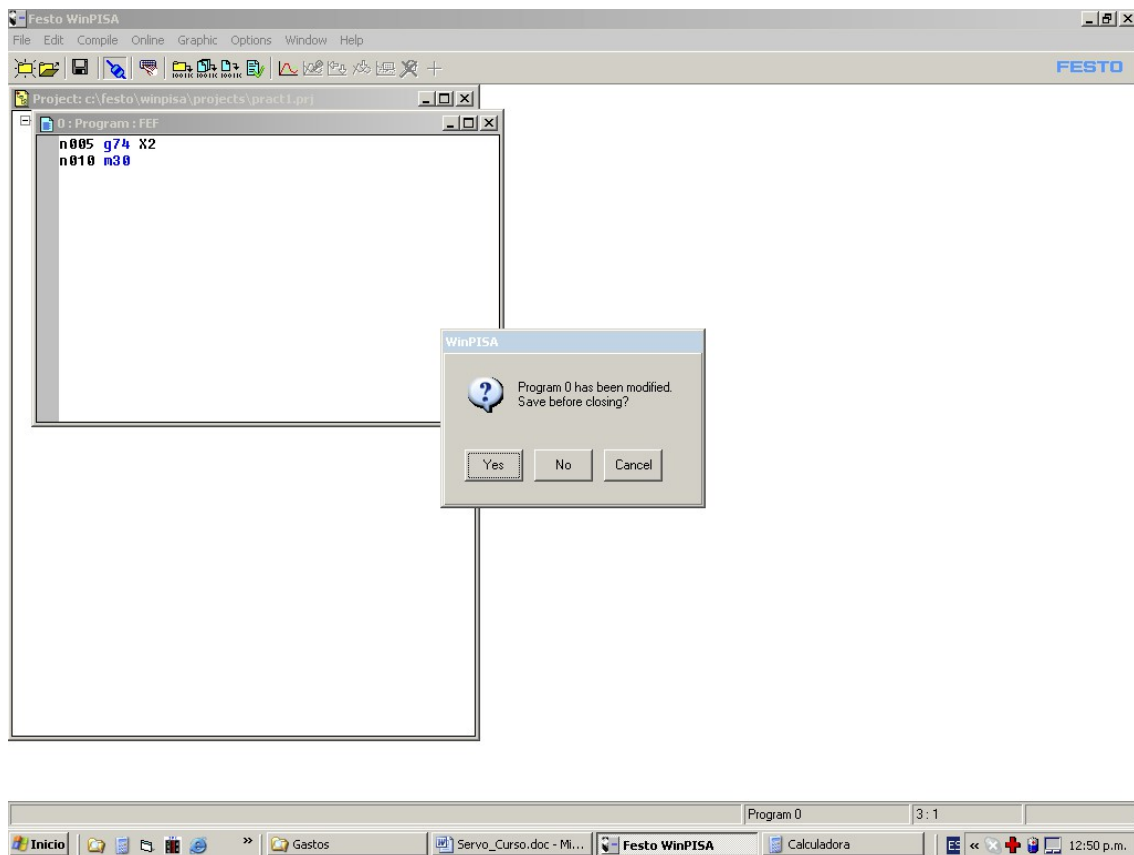 Festo WinPISA
File Edit Compile Online Graphic Options Window Help
FESTO
Project: c:\festo\winpisa\projects\pract1.prj
0 : Program : FEF
n005 g74 X2
n010 m30
WinPISA
Program 0 has been modified.
Save before closing?
Yes No Cancel
Program 0 3 : 1
Inicio » Gastos Servo_Curso.doc - Mi... Festo WinPISA Calculadora ES « 12:50 p.m.